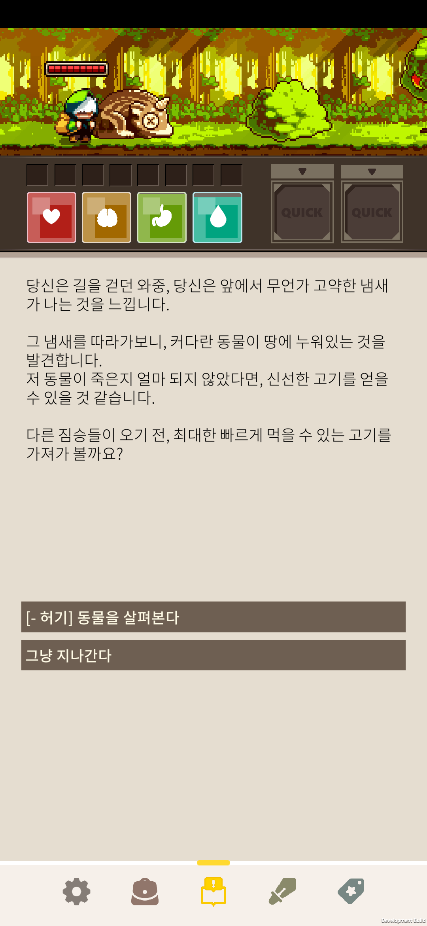 QUICK QUICK
당신은 길을 걷던 와중, 당신은 앞에서 무언가 고약한 냄새
가 나는 것을 느낍니다.
그 냄새를 따라가보니, 커다란 동물이 땅에 누워있는 것을
발견합니다.
저 동물이 죽은지 얼마 되지 않았다면, 신선한 고기를 얻을
수 있을 것 같습니다.
다른 짐승들이 오기 전, 최대한 빠르게 먹을 수 있는 고기를
가져가 볼까요?
[- 허기] 동물을 살펴본다
그냥 지나간다
Development Build